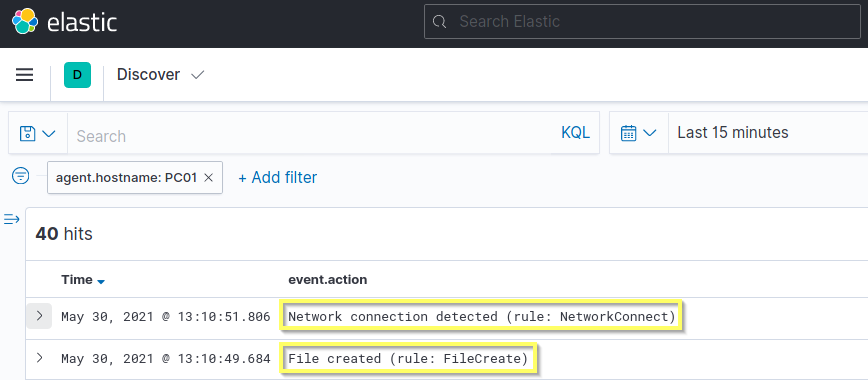 elastic
Search Elastic
D Discover
Search KQL Last 15 minutes
agent.hostname: PC01 × + Add filter
40 hits
Time event.action
May 30, 2021 @ 13:10:51.806 Network connection detected (rule: NetworkConnect)
May 30, 2021 @ 13:10:49.684 File created (rule: FileCreate)